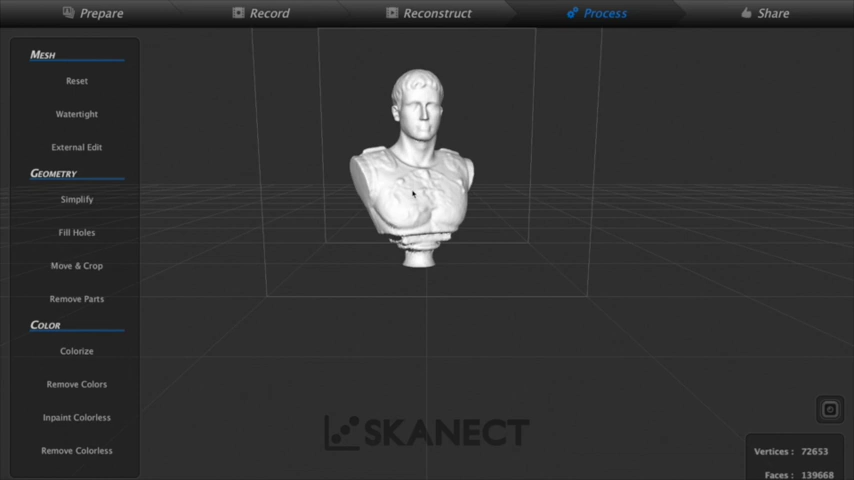 Prepare
Record
Reconstruct
Process
Share
MESH
Reset
Watertight
External Edit
GEOMETRY
Simplify
Fill Holes
Move & Crop
Remove Parts
COLOR
Colorize
Remove Colors
Inpaint Colorless
Remove Colorless
SKANECT
Vertices : 72653
Faces : 139668